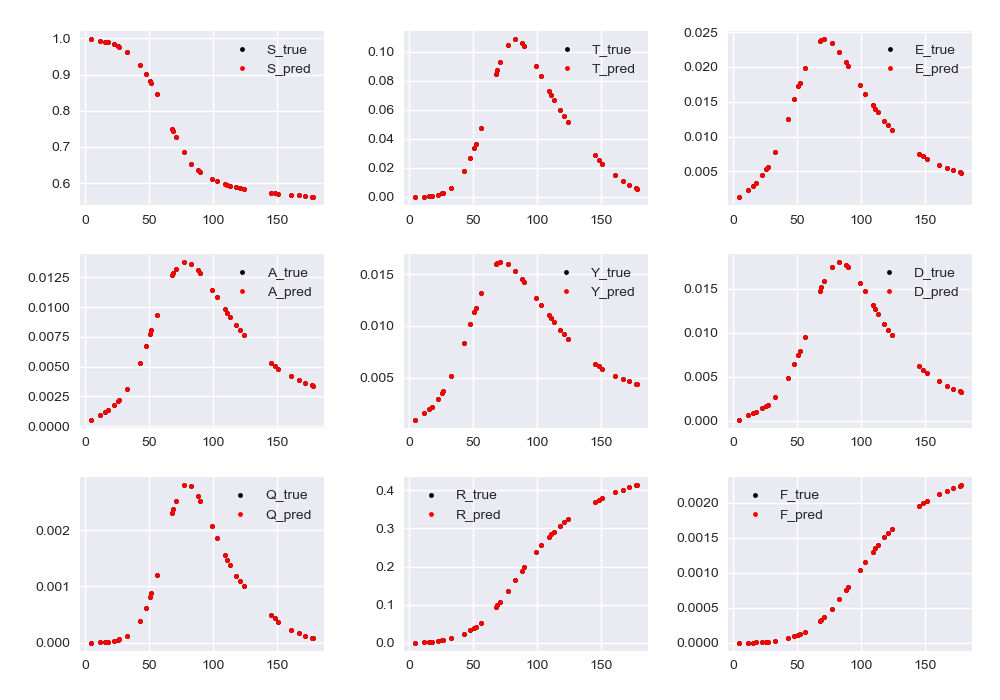 1.0
0.9
0.8
0.7
0.6
0 50 100 150
S_true
S_pred
0.10
0.08
0.06
0.04
0.02
0.00
0 50 100 150
T_true
T_pred
0.025
0.020
0.015
0.010
0.005
0 50 100 150
E_true
E_pred
0.0125
0.0100
0.0075
0.0050
0.0025
0.0000
0 50 100 150
A_true
A_pred
0.015
0.010
0.005
0 50 100 150
Y_true
Y_pred
0.015
0.010
0.005
0.000
0 50 100 150
D_true
D_pred
0.002
0.001
0.000
0 50 100 150
Q_true
Q_pred
0.4
0.3
0.2
0.1
0.0
0 50 100 150
R_true
R_pred
0.0020
0.0015
0.0010
0.0005
0.0000
0 50 100 150
F_true
F_pred